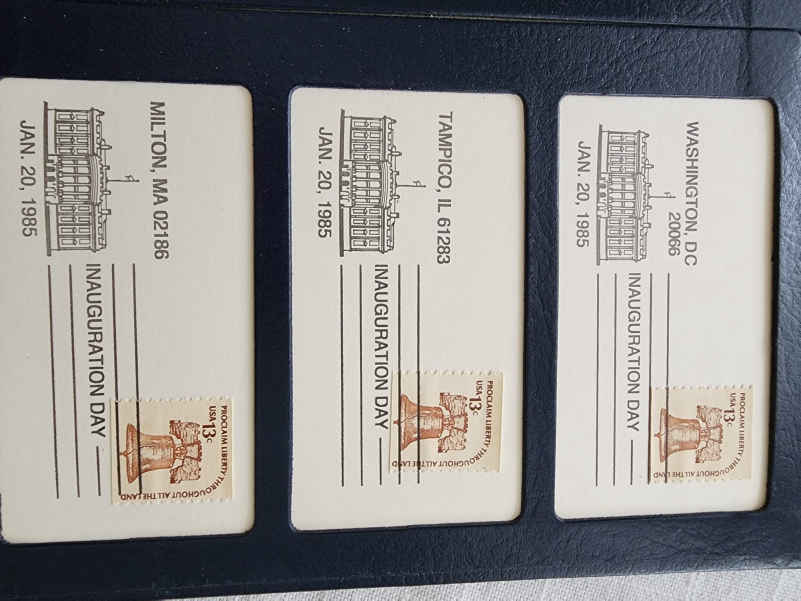 WASHINGTON, DC
20066
JAN. 20, 1985
INAUGURATION DAY
PROCLAIM LIBERTY THROUGHOUT ALL THE LAND
USA 13c
TAMPICO, IL 61283
JAN. 20, 1985
INAUGURATION DAY
PROCLAIM LIBERTY THROUGHOUT ALL THE LAND
USA 13c
MILTON, MA 02186
JAN. 20, 1985
INAUGURATION DAY
PROCLAIM LIBERTY THROUGHOUT ALL THE LAND
USA 13c